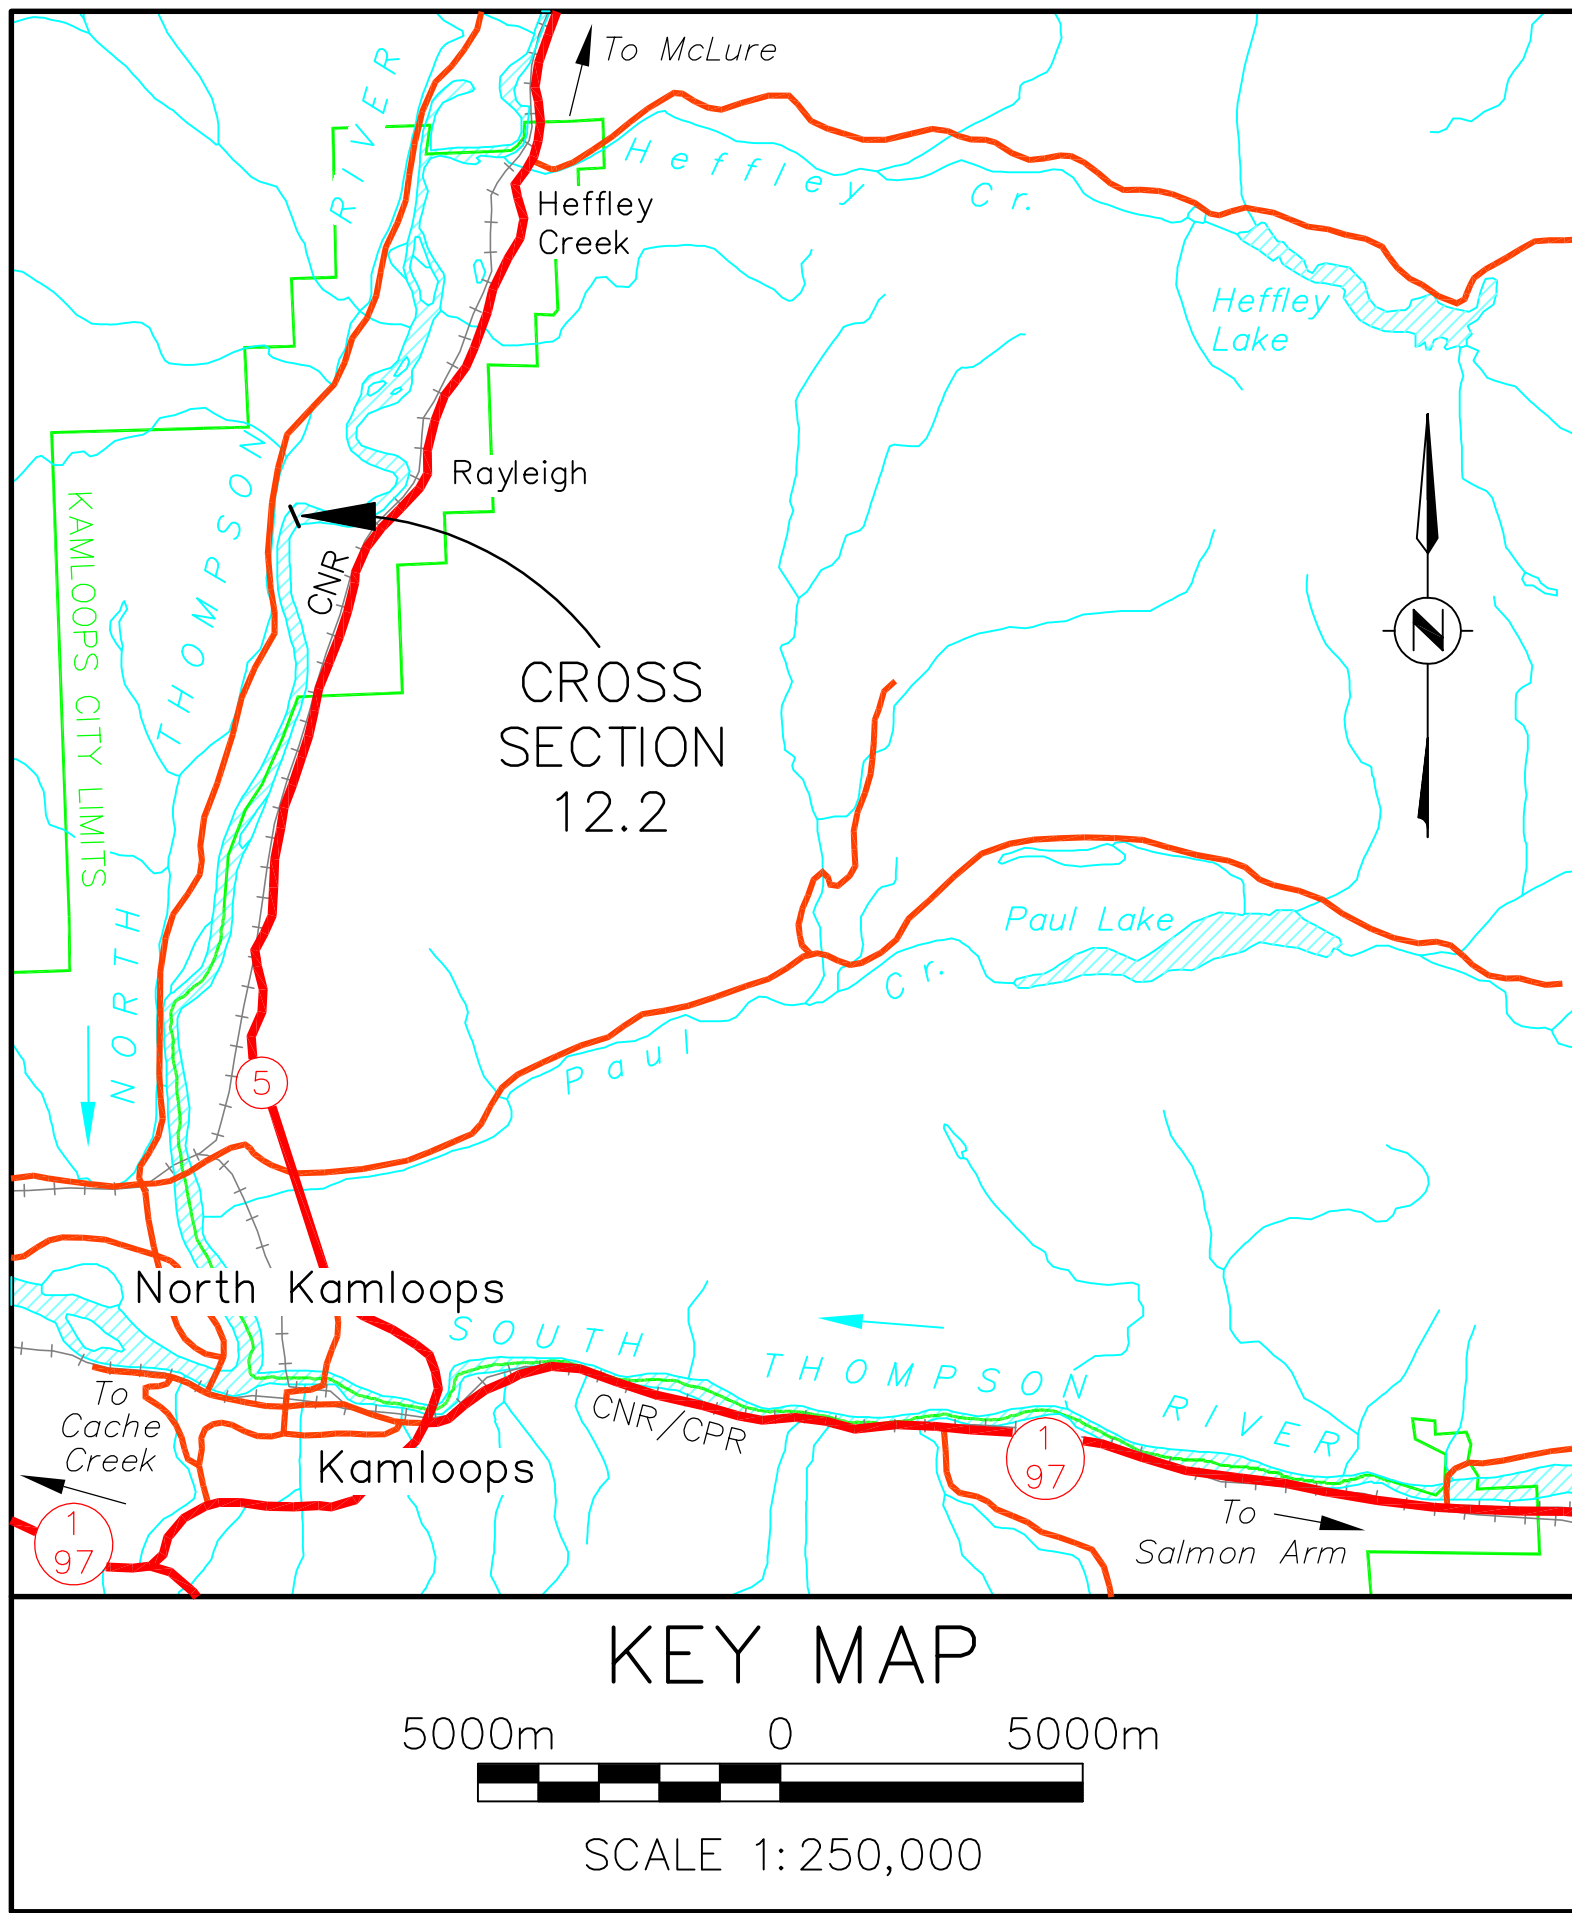 To McLure
RIVER
Heffley Cr.
Heffley
Creek
Heffley
Lake
THOMPSON
Rayleigh
KAMLOOPS CITY LIMITS
CNR
N
CROSS
SECTION
12.2
NORTH
Paul Lake
Paul Cr.
5
North Kamloops
SOUTH THOMPSON RIVER
To
Cache
Creek
CNR/CPR
Kamloops
1
97
1
97
To
Salmon Arm
KEY MAP
5000m 0 5000m
SCALE 1:250,000